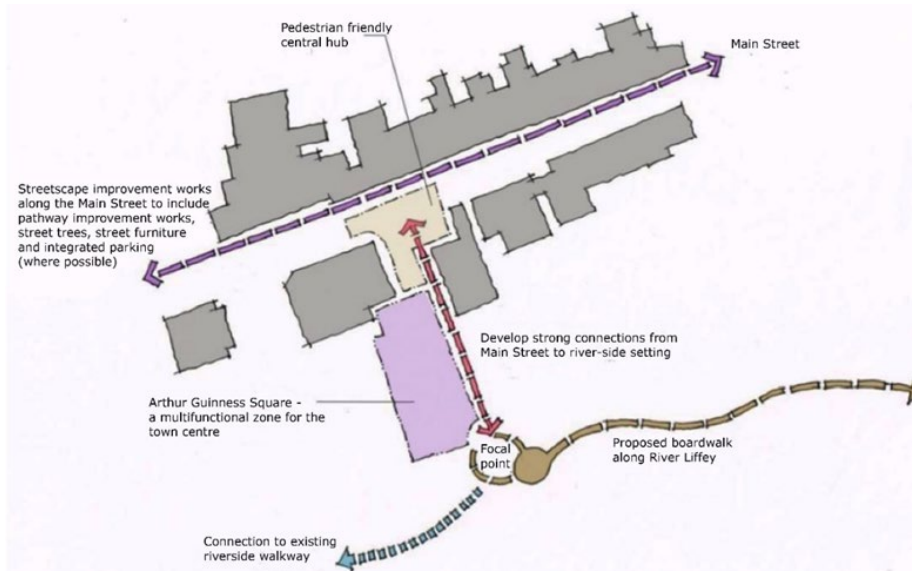 Pedestrian friendly
central hub
Main Street
Streetscape improvement works
along the Main Street to include
pathway improvement works,
street trees, street furniture
and integrated parking
(where possible)
Develop strong connections from
Main Street to river-side setting
Arthur Guinness Square -
a multifunctional zone for the
town centre
Focal
point
Proposed boardwalk
along River Liffey
Connection to existing
riverside walkway